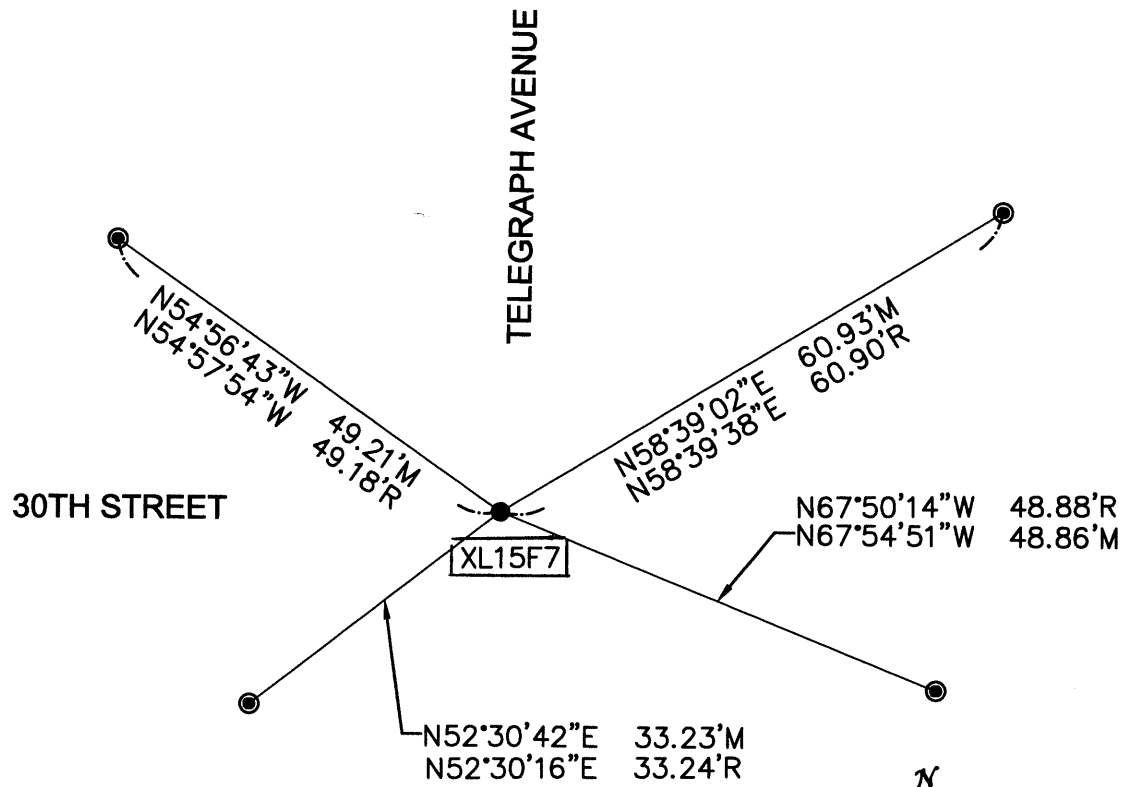 TELEGRAPH AVENUE
N54°56'43"W 49.21'M
N54°57'54"W 49.18'R
N58°39'02"E 60.93'M
N58°39'38"E 60.90'R
30TH STREET
N67°50'14"W 48.88'R
N67°54'51"W 48.86'M
XL15F7
N52°30'42"E 33.23'M
N52°30'16"E 33.24'R
N